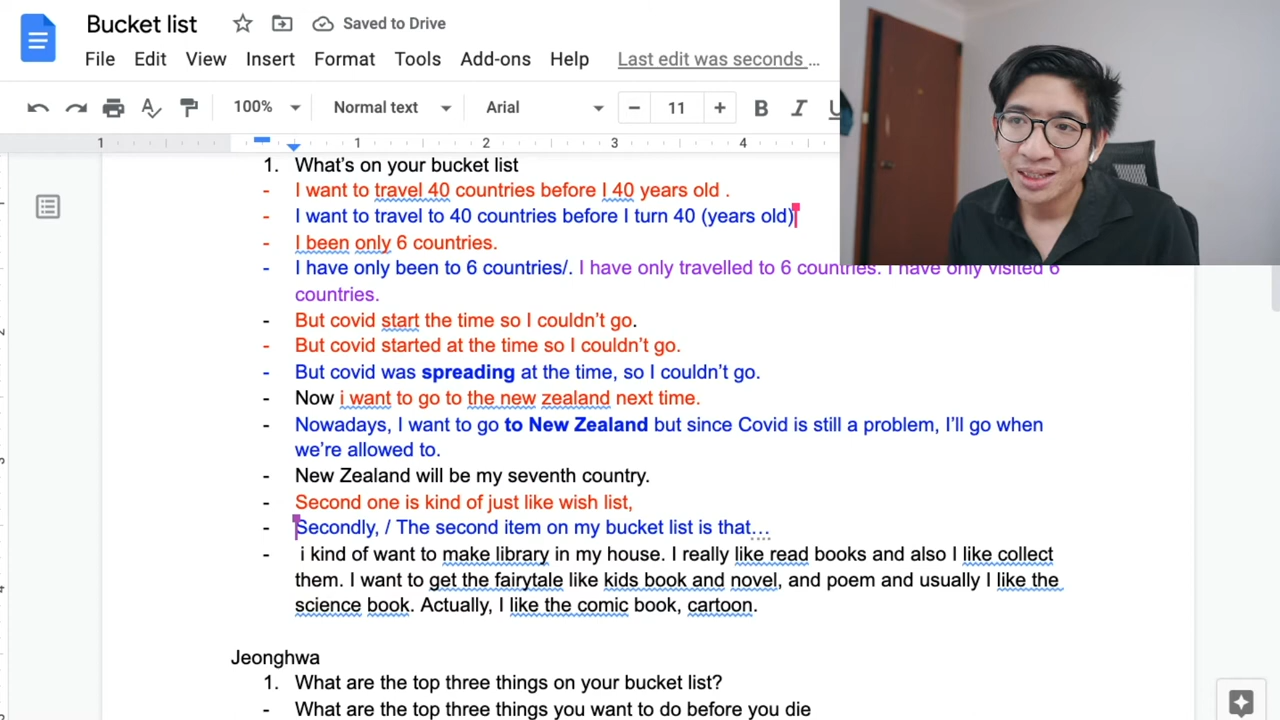 Bucket list
Saved to Drive
File Edit View Insert Format Tools Add-ons Help Last edit was seconds ...
100% Normal text Arial - 11 + B I U
1 1 2 3 4
1. What's on your bucket list
- I want to travel 40 countries before I 40 years old .
- I want to travel to 40 countries before I turn 40 (years old)
- I been only 6 countries.
- I have only been to 6 countries/. I have only travelled to 6 countries. I have only visited 6
countries.
- But covid start the time so I couldn't go.
- But covid started at the time so I couldn't go.
- But covid was spreading at the time, so I couldn't go.
- Now i want to go to the new zealand next time.
- Nowadays, I want to go to New Zealand but since Covid is still a problem, I'll go when
we're allowed to.
- New Zealand will be my seventh country.
- Second one is kind of just like wish list,
- Secondly, / The second item on my bucket list is that…
- i kind of want to make library in my house. I really like read books and also I like collect
them. I want to get the fairytale like kids book and novel, and poem and usually I like the
science book. Actually, I like the comic book, cartoon.
Jeonghwa
1. What are the top three things on your bucket list?
- What are the top three things you want to do before you die